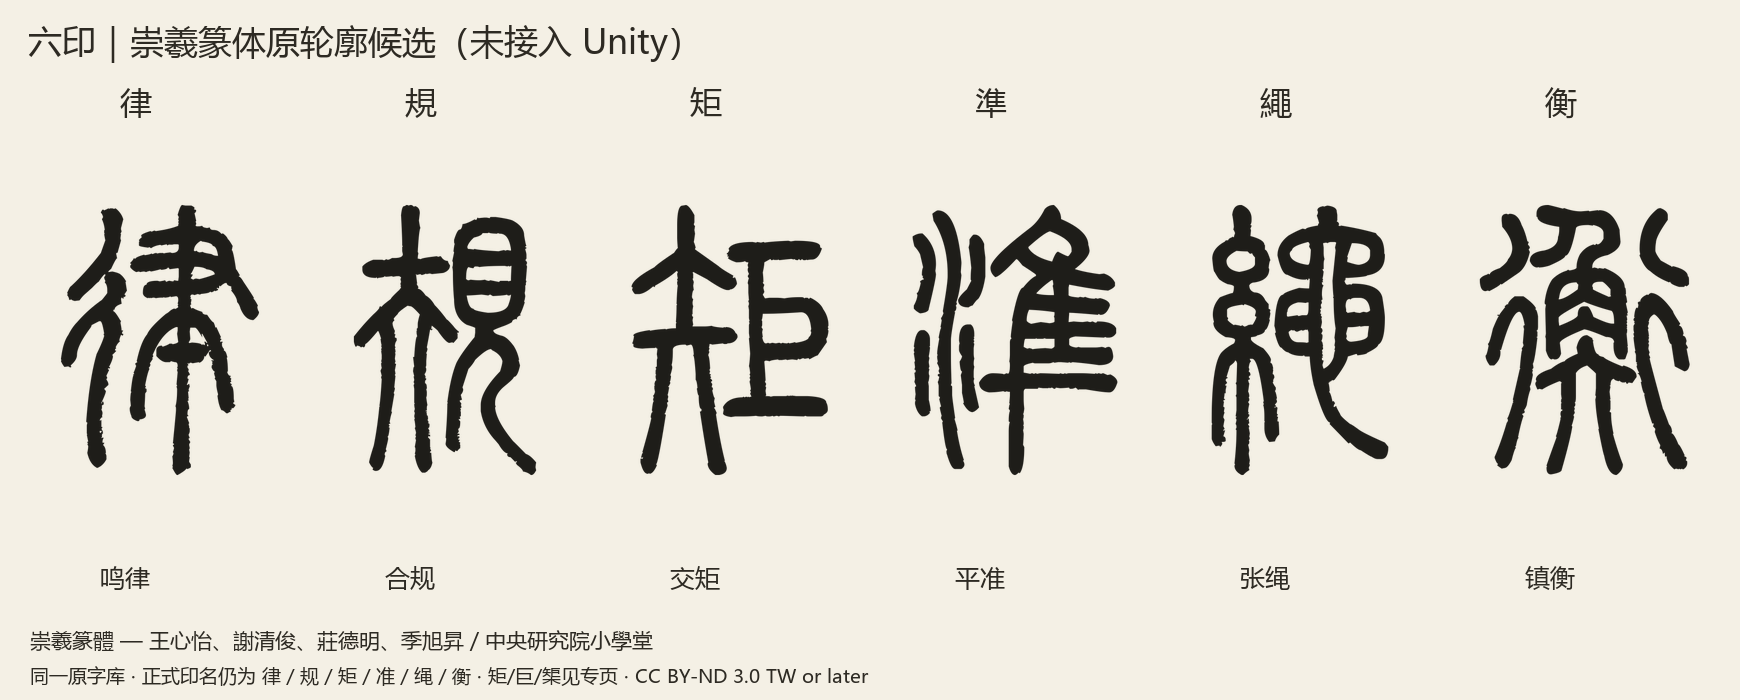 六印 | 崇羲篆体原轮廓候选（未接入 Unity）
律 規 矩 準 繩 衡
律 規 矩 準 繩 衡
鸣律 合规 交矩 平准 张绳 镇衡
崇羲篆體 — 王心怡、謝清俊、莊德明、季旭昇 / 中央研究院小學堂
同一原字库 · 正式印名仍为 律 / 规 / 矩 / 准 / 绳 / 衡 · 矩/巨/榘见专页 · CC BY-ND 3.0 TW or later